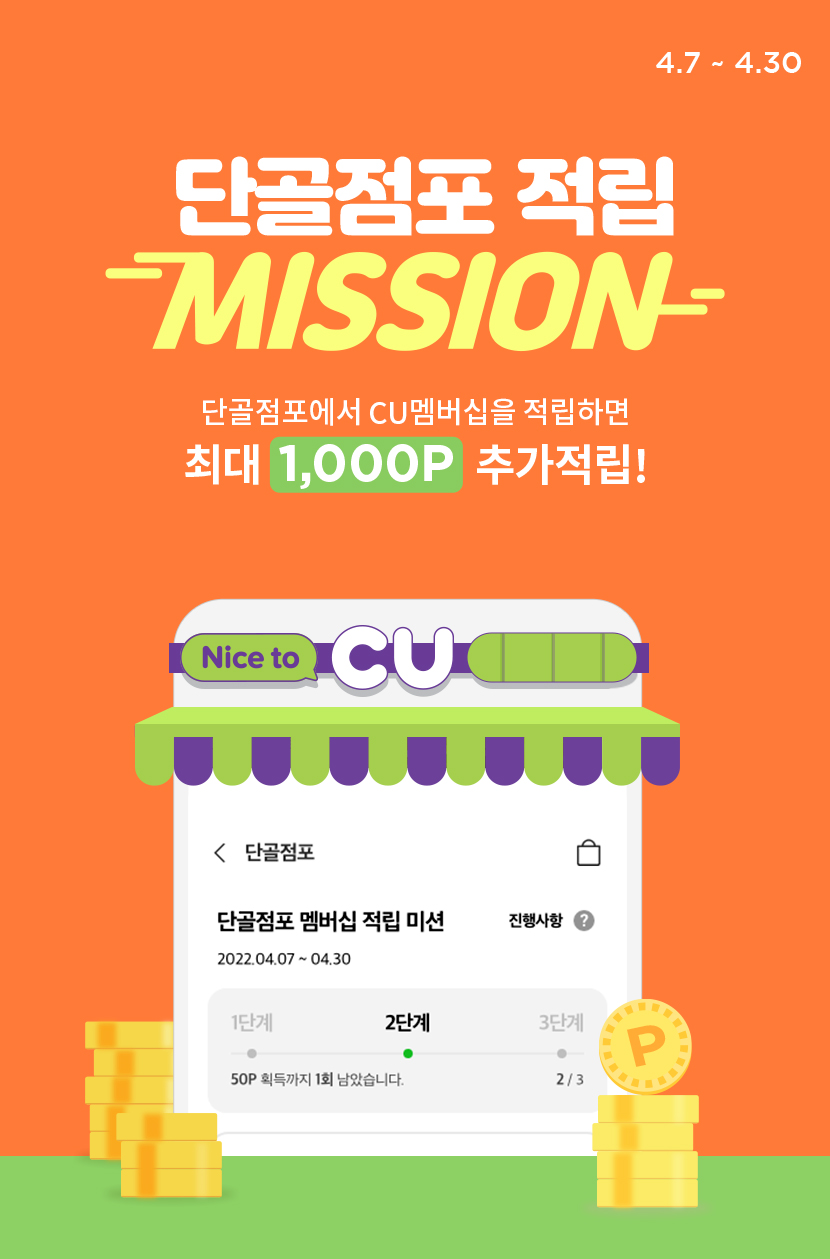 4.7 ~ 4.30
단골점포 적립
MISSION
단골점포에서 CU멤버십을 적립하면
최대 1,000P 추가적립!
Nice to CU
단골점포
단골점포 멤버십 적립 미션 진행사항 ?
2022.04.07 ~ 04.30
1단계 2단계 3단계
50P 획득까지 1회 남았습니다. 2 / 3
P